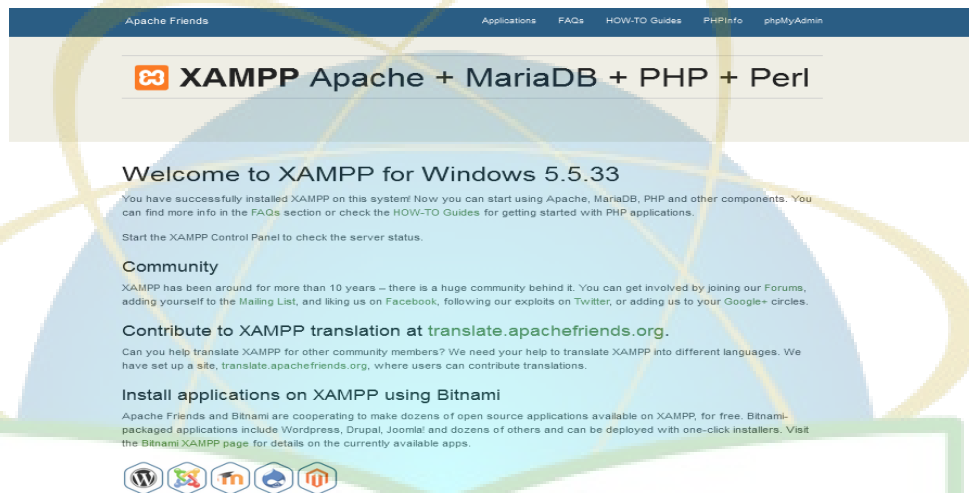 Apache Friends Applications FAQs HOW-TO Guides PHPInfo phpMyAdmin
XAMPP Apache + MariaDB + PHP + Perl
Welcome to XAMPP for Windows 5.5.33
You have successfully installed XAMPP on this system! Now you can start using Apache, MariaDB, PHP and other components. You
can find more info in the FAQs section or check the HOW-TO Guides for getting started with PHP applications.
Start the XAMPP Control Panel to check the server status.
Community
XAMPP has been around for more than 10 years – there is a huge community behind it. You can get involved by joining our Forums,
adding yourself to the Mailing List, and liking us on Facebook, following our exploits on Twitter, or adding us to your Google+ circles.
Contribute to XAMPP translation at translate.apachefriends.org.
Can you help translate XAMPP for other community members? We need your help to translate XAMPP into different languages. We
have set up a site, translate.apachefriends.org, where users can contribute translations.
Install applications on XAMPP using Bitnami
Apache Friends and Bitnami are cooperating to make dozens of open source applications available on XAMPP, for free. Bitnami-
packaged applications include Wordpress, Drupal, Joomla! and dozens of others and can be deployed with one-click installers. Visit
the Bitnami XAMPP page for details on the currently available apps.